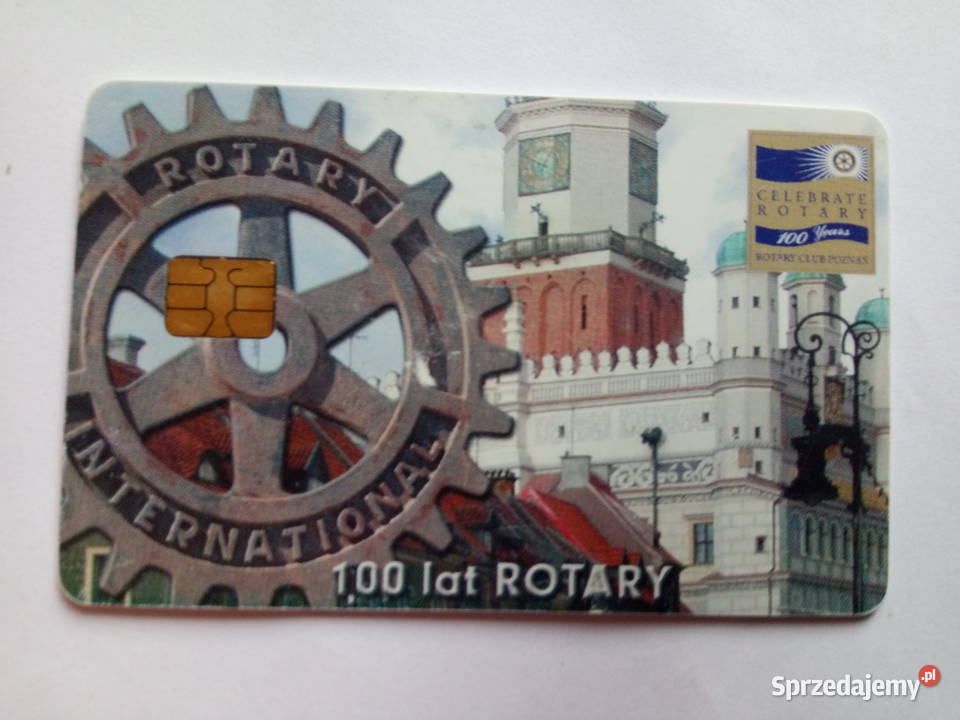 ROTARY
INTERNATIONAL
CELEBRATE
ROTARY
100 Years
ROTARY CLUB POZNAŃ
100 lat ROTARY
Sprzedajemy.pl